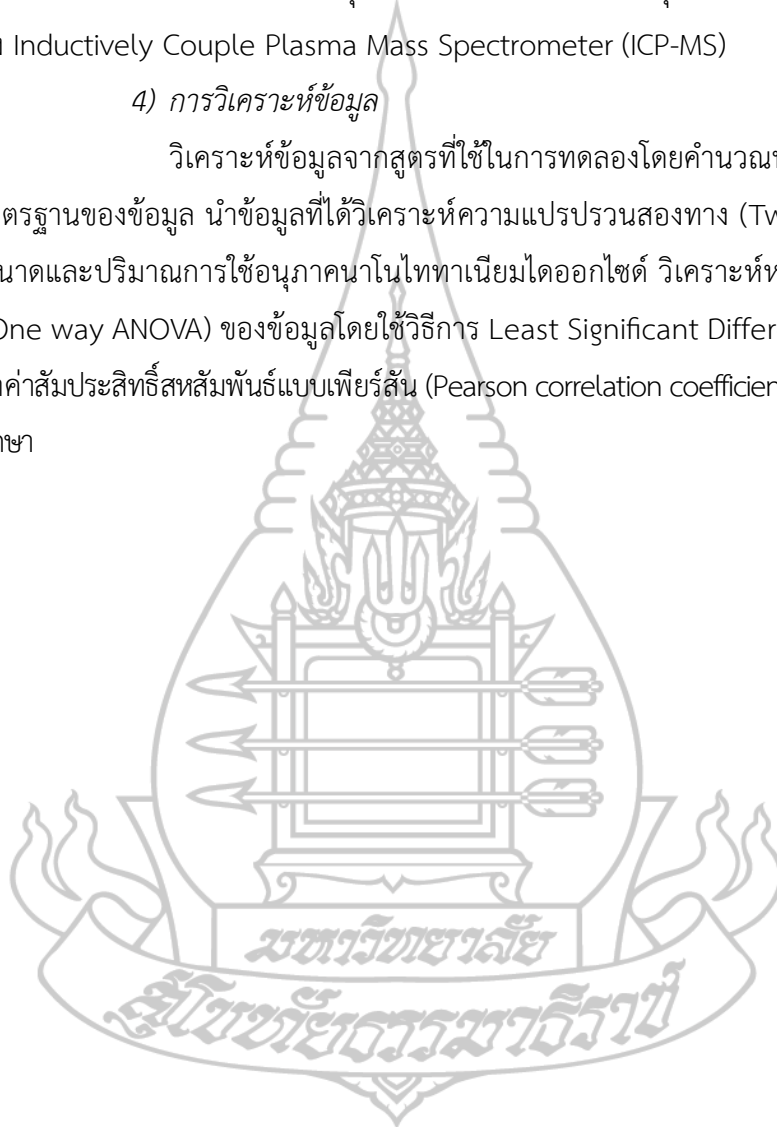 Inductively Couple Plasma Mass Spectrometer (ICP-MS)
4) การวิเคราะห์ข้อมูล
วิเคราะห์ข้อมูลจากสูตรที่ใช้ในการทดลองโดยคำนวณ
ตรฐานของข้อมูล นำข้อมูลที่ได้วิเคราะห์ความแปรปรวนสองทาง (Tw
นาดและปริมาณการใช้อนุภาคนาโนไททาเนียมไดออกไซด์ วิเคราะห์ห
One way ANOVA) ของข้อมูลโดยใช้วิธีการ Least Significant Differ
ค่าสัมประสิทธิ์สหสัมพันธ์แบบเพียร์สัน (Pearson correlation coefficien
กษา
มหาวิทยาลัย
สุโขทัยธรรมาธิราช